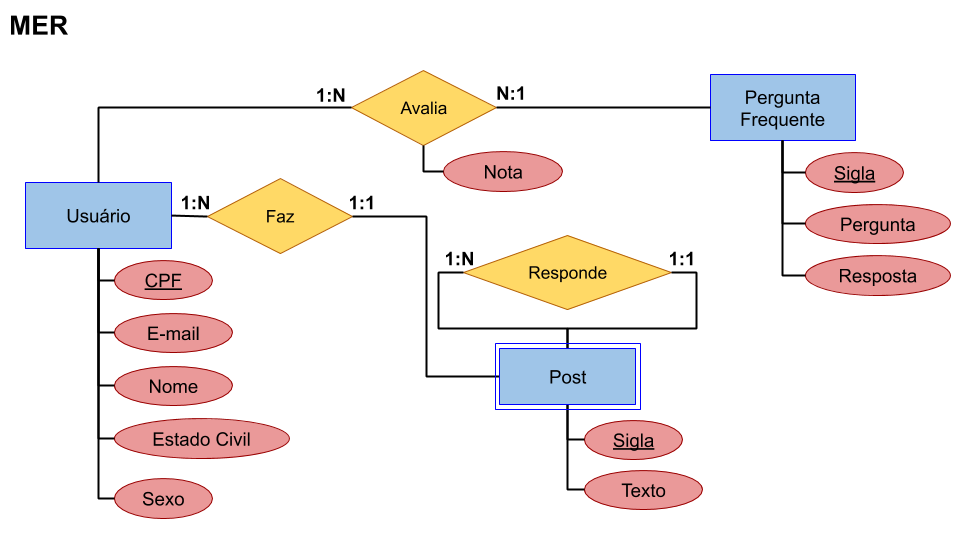 MER
1:N
Avalia
N:1
Pergunta
Frequente
Nota
Sigla
Pergunta
Resposta
Usuário
1:N
Faz
1:1
1:N
Responde
1:1
CPF
E-mail
Nome
Estado Civil
Sexo
Post
Sigla
Texto